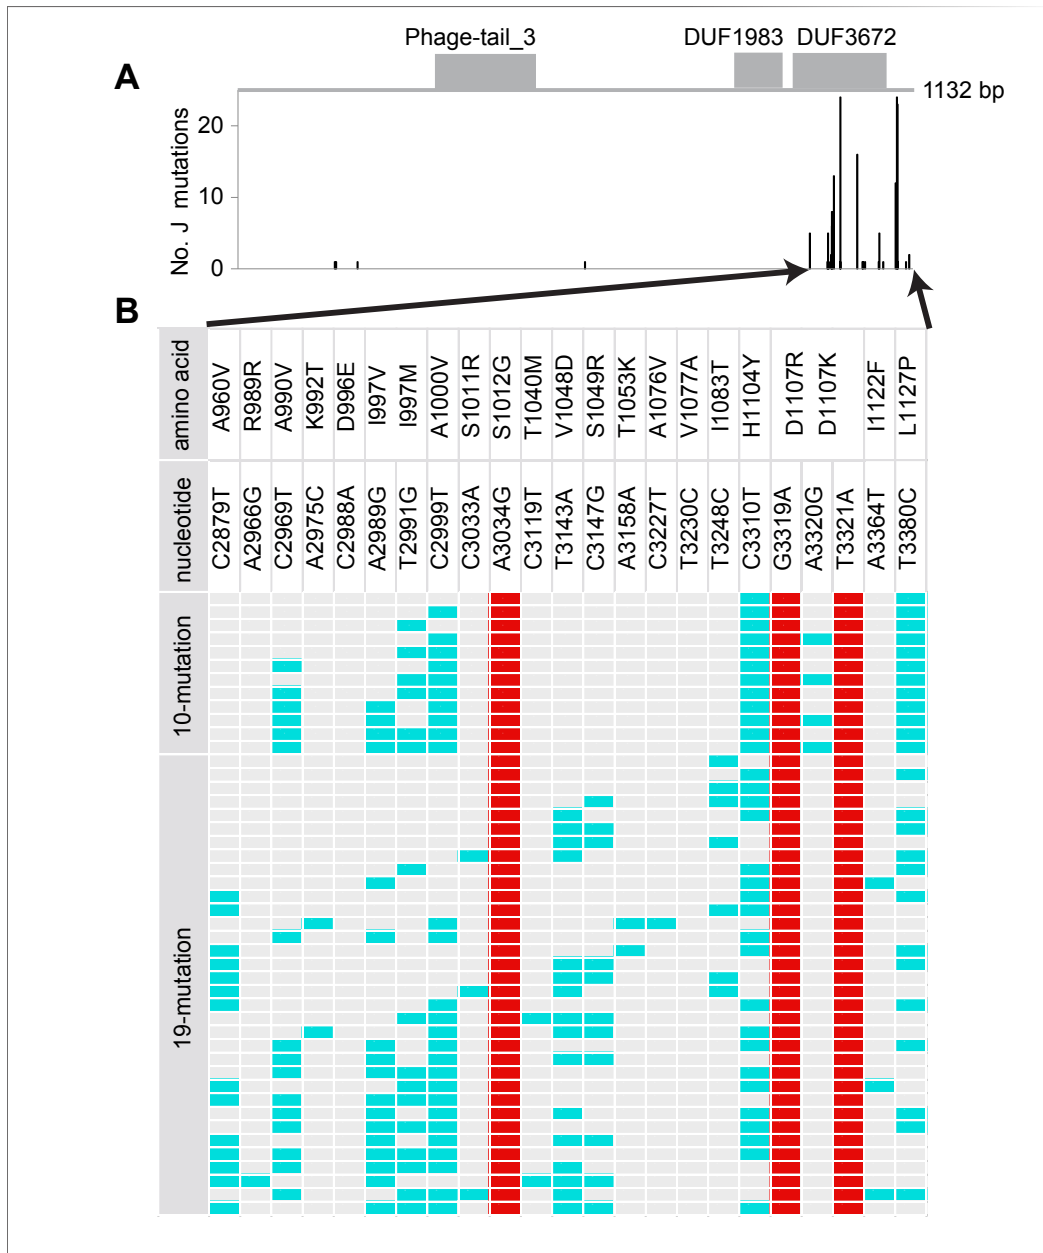 Phage-tail_3 DUF1983 DUF3672
A
1132 bp
No. J mutations
20
10
0
B
amino acid A960V R989R A990V K992T D996E I997V I997M A1000V S1011R S1012G T1040M V1048D S1049R T1053K A1076V V1077A I1083T H1104Y D1107R D1107K I1122F L1127P
nucleotide C2879T A2966G C2969T A2975C C2988A A2989G T2991G C2999T C3033A A3034G C3119T T3143A C3147G A3158A C3227T T3230C T3248C C3310T G3319A A3320G T3321A A3364T T3380C
10-mutation
19-mutation